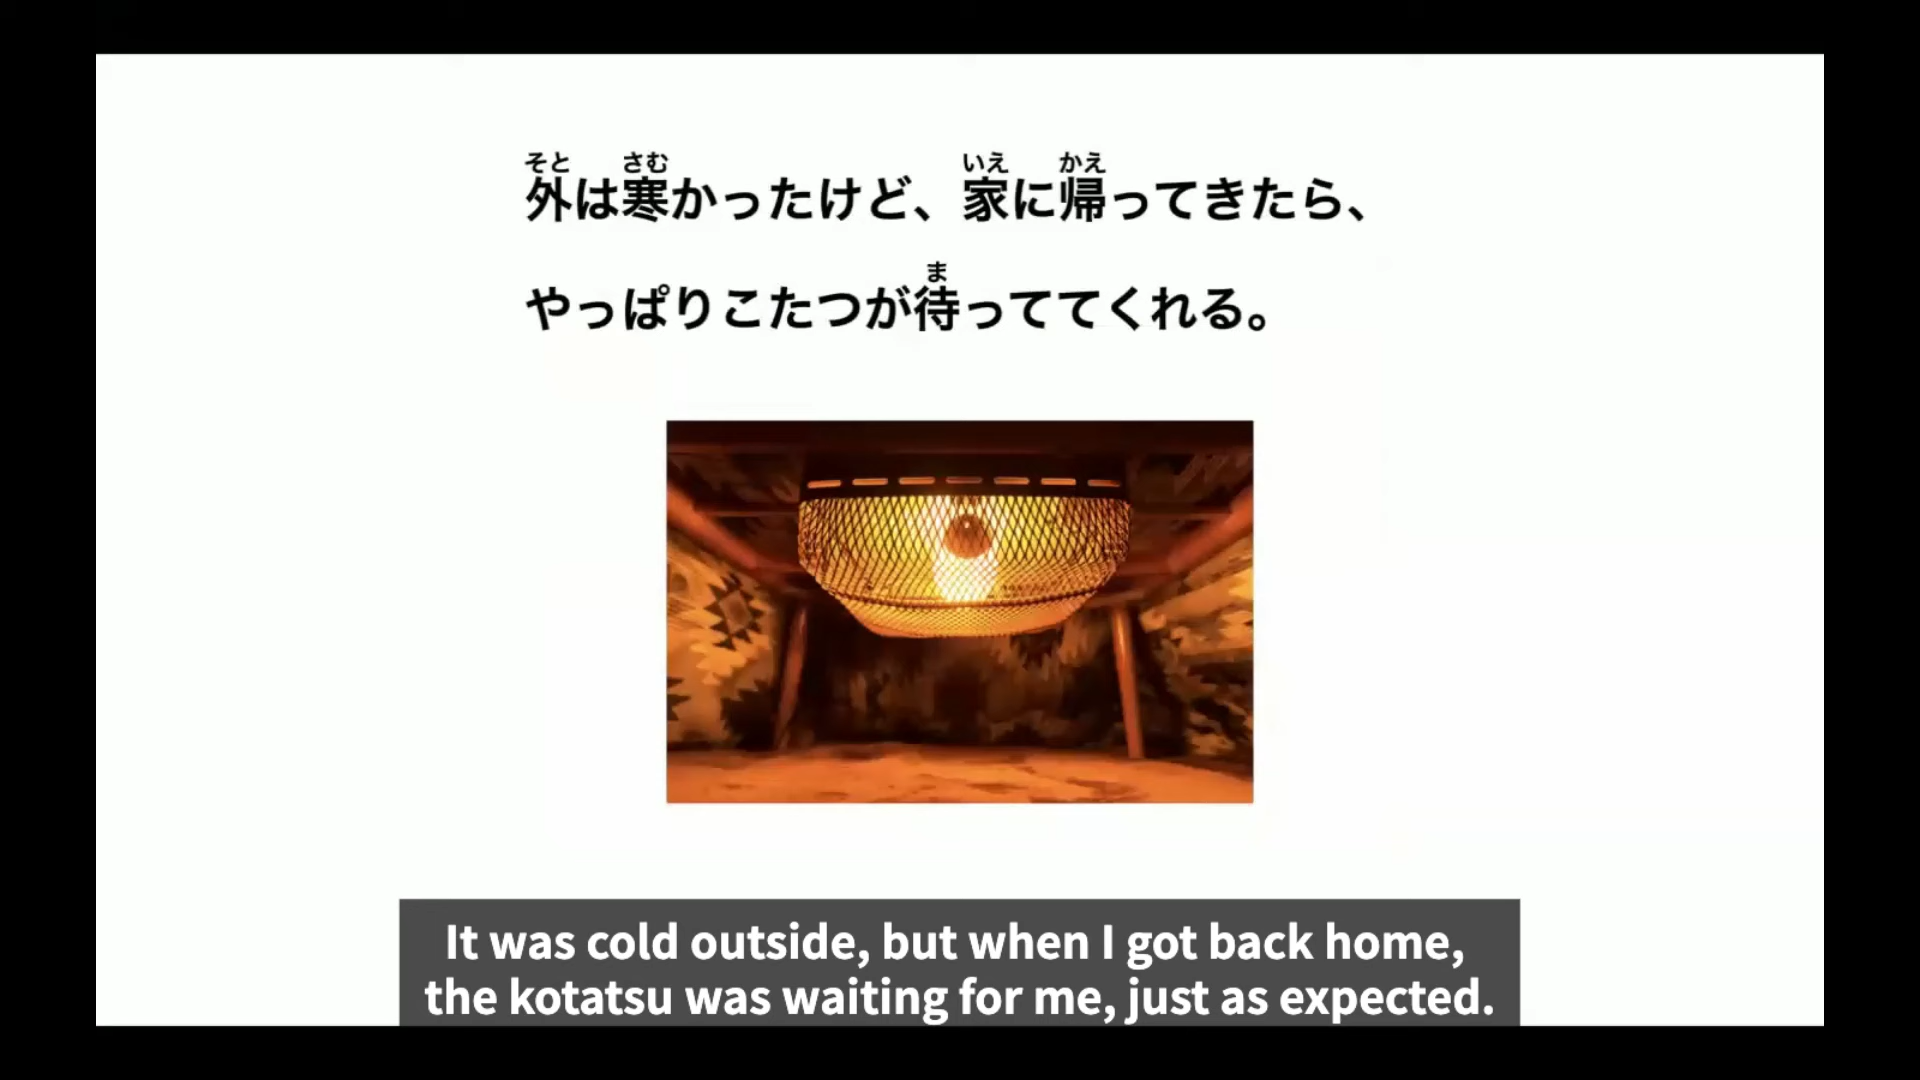 そと さむ いえ かえ
外は寒かったけど、家に帰ってきたら、
ま
やっぱりこたつが待っててくれる。
It was cold outside, but when I got back home,
the kotatsu was waiting for me, just as expected.